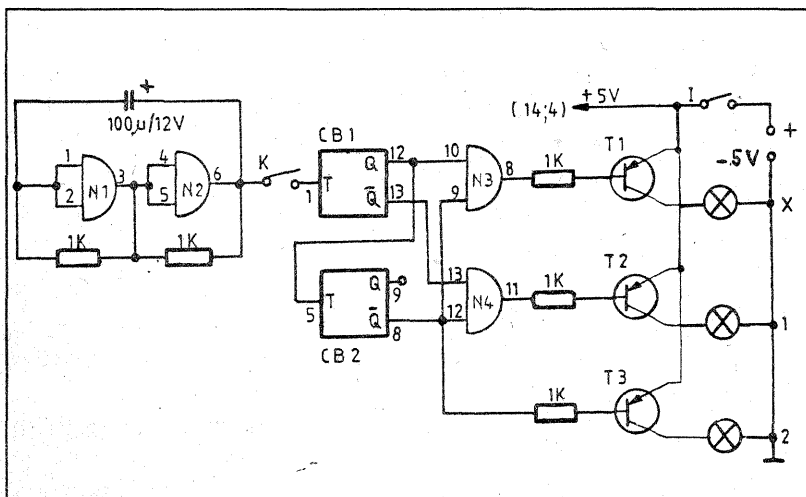 +
100µ/12V
1
2
N1
3
4
5
N2
6
1K
1K
K
CB1
1
T
Q
12
Q̅
13
5
T
Q
9
Q̅
8
CB2
10
9
N3
8
13
12
N4
11
1K
1K
1K
(14;4)
+5V
I
+
-.5V
T1
T2
T3
X
1
2